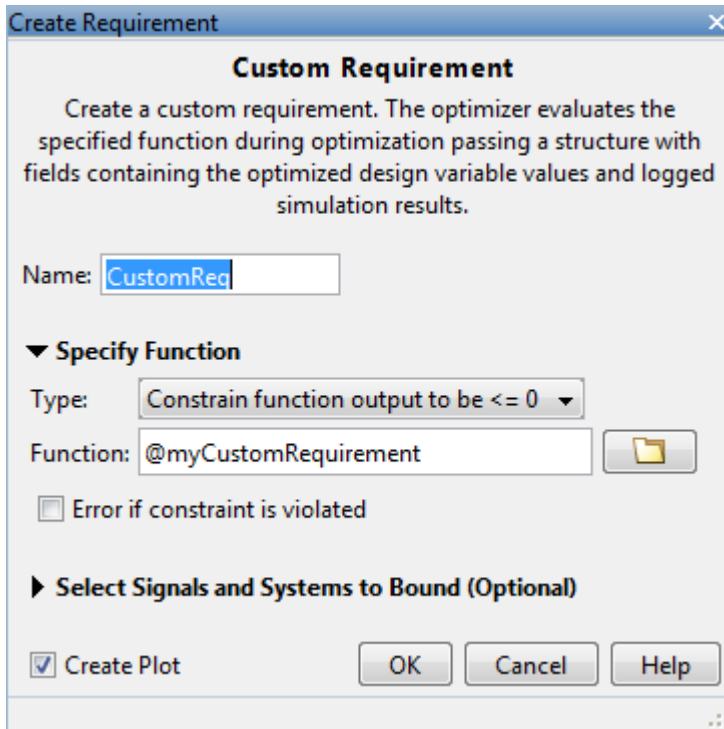 Create Requirement
Custom Requirement
Create a custom requirement. The optimizer evaluates the
specified function during optimization passing a structure with
fields containing the optimized design variable values and logged
simulation results.
Name: CustomReq
Specify Function
Type: Constrain function output to be <= 0
Function: @myCustomRequirement
Error if constraint is violated
Select Signals and Systems to Bound (Optional)
Create Plot OK Cancel Help